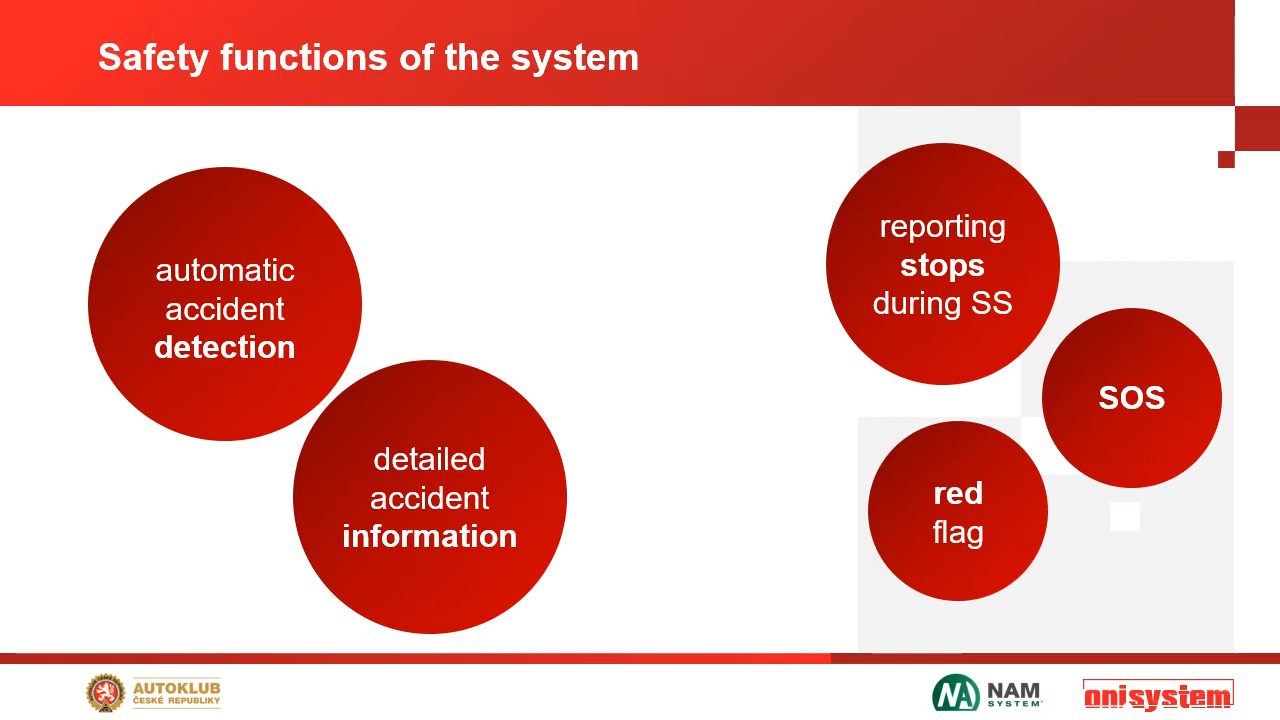 Safety functions of the system
automatic
accident
detection
detailed
accident
information
reporting
stops
during SS
SOS
red
flag
AUTOKLUB
ČESKÉ REPUBLIKY
NAM
SYSTEM
onisystem